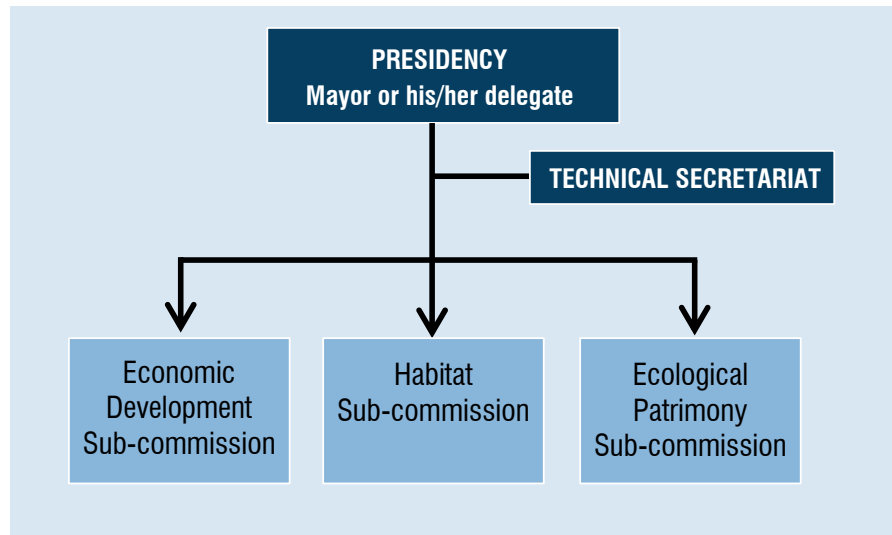 PRESIDENCY
Mayor or his/her delegate
TECHNICAL SECRETARIAT
Economic
Development
Sub-commission
Habitat
Sub-commission
Ecological
Patrimony
Sub-commission